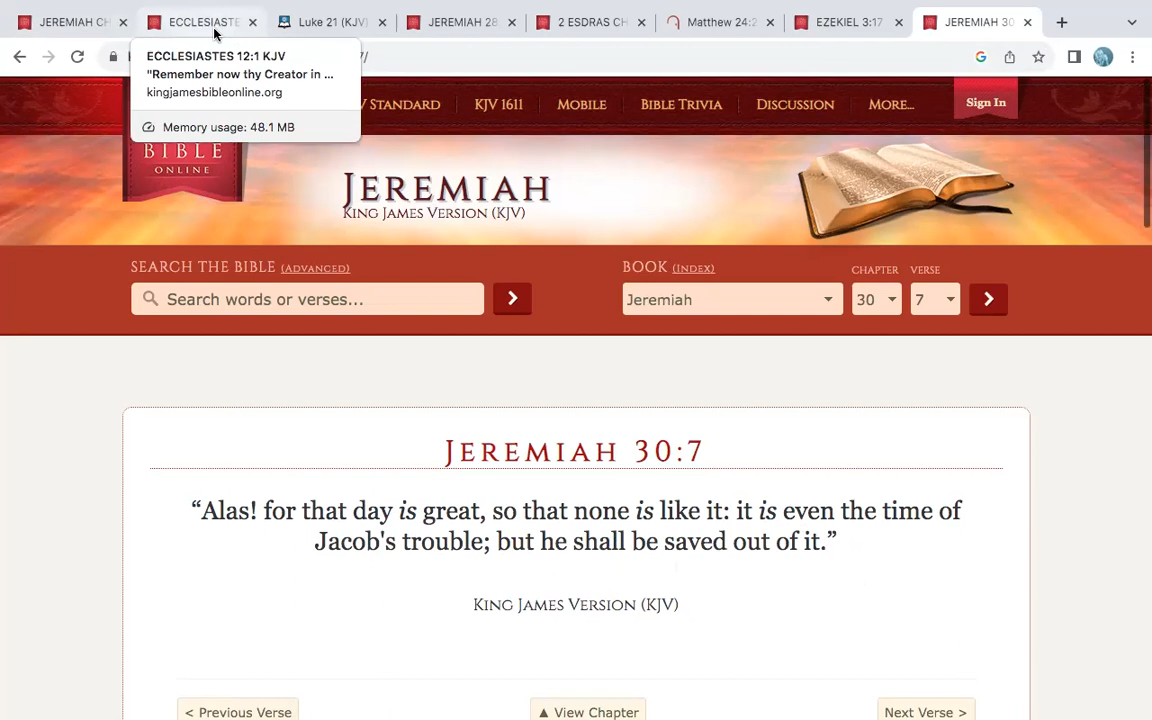 JEREMIAH CH
ECCLESIASTE
Luke 21 (KJV)
JEREMIAH 28
2 ESDRAS CH
Matthew 24:2
EZEKIEL 3:17
JEREMIAH 30
ECCLESIASTES 12:1 KJV
"Remember now thy Creator in ...
kingjamesbibleonline.org
Memory usage: 48.1 MB
7/
STANDARD
KJV 1611
MOBILE
BIBLE TRIVIA
DISCUSSION
MORE...
Sign In
BIBLE
ONLINE
JEREMIAH
KING JAMES VERSION (KJV)
SEARCH THE BIBLE (ADVANCED)
BOOK (INDEX)
CHAPTER
VERSE
Search words or verses...
Jeremiah
30
7
JEREMIAH 30:7
“Alas! for that day is great, so that none is like it: it is even the time of
Jacob's trouble; but he shall be saved out of it.”
KING JAMES VERSION (KJV)
< Previous Verse
▲ View Chapter
Next Verse >